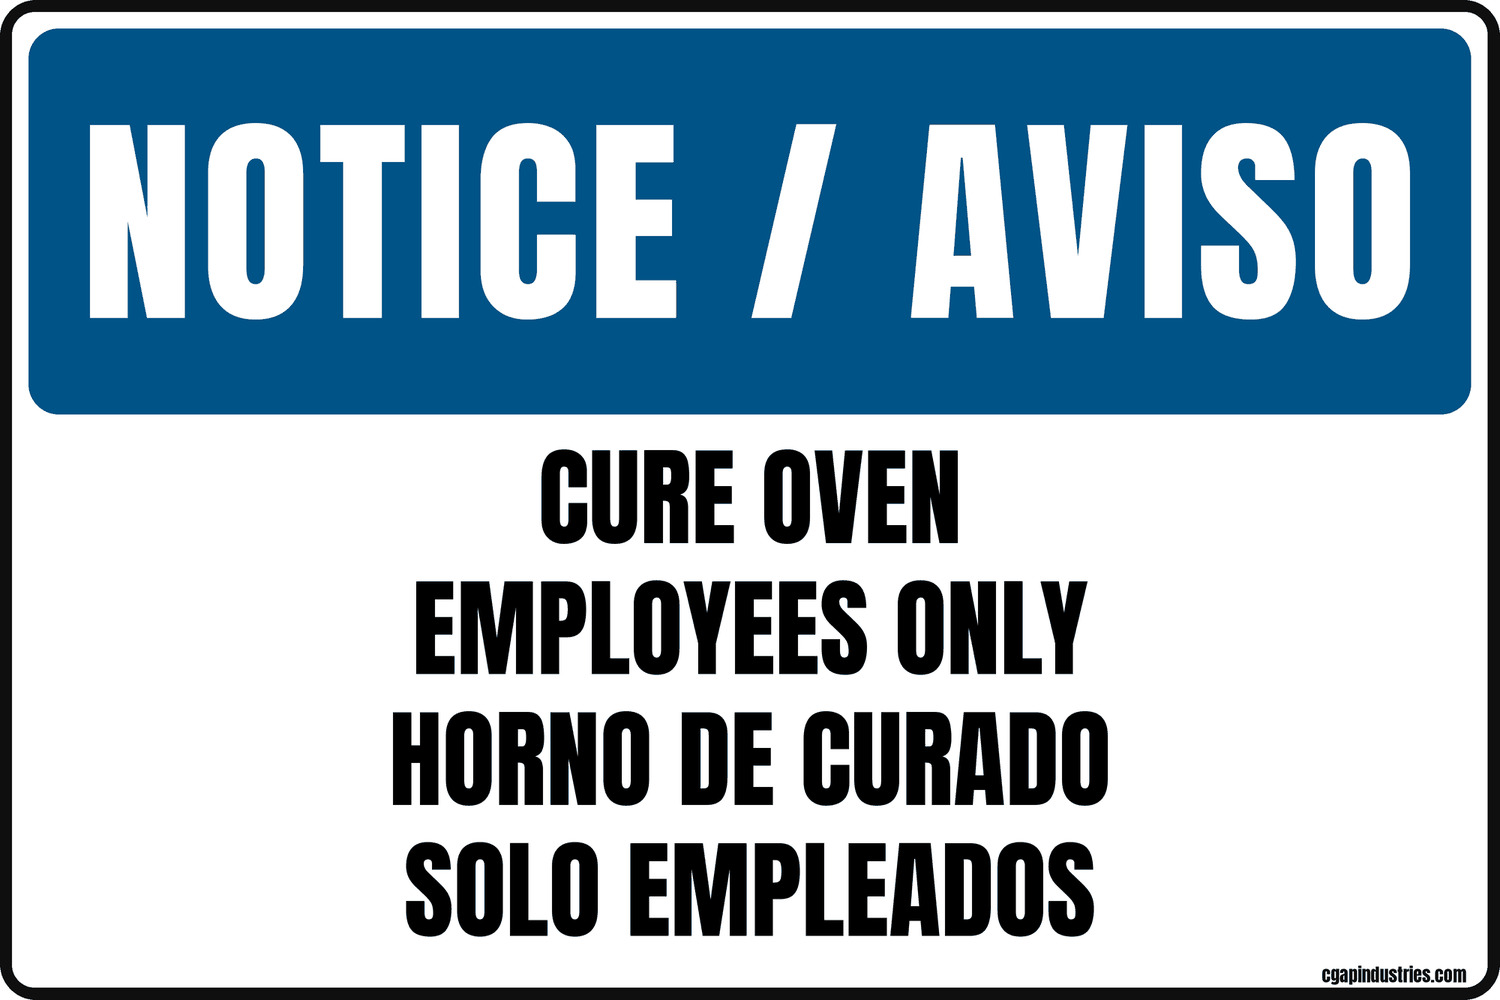 NOTICE / AVISO
CURE OVEN
EMPLOYEES ONLY
HORNO DE CURADO
SOLO EMPLEADOS
cgapindustries.com